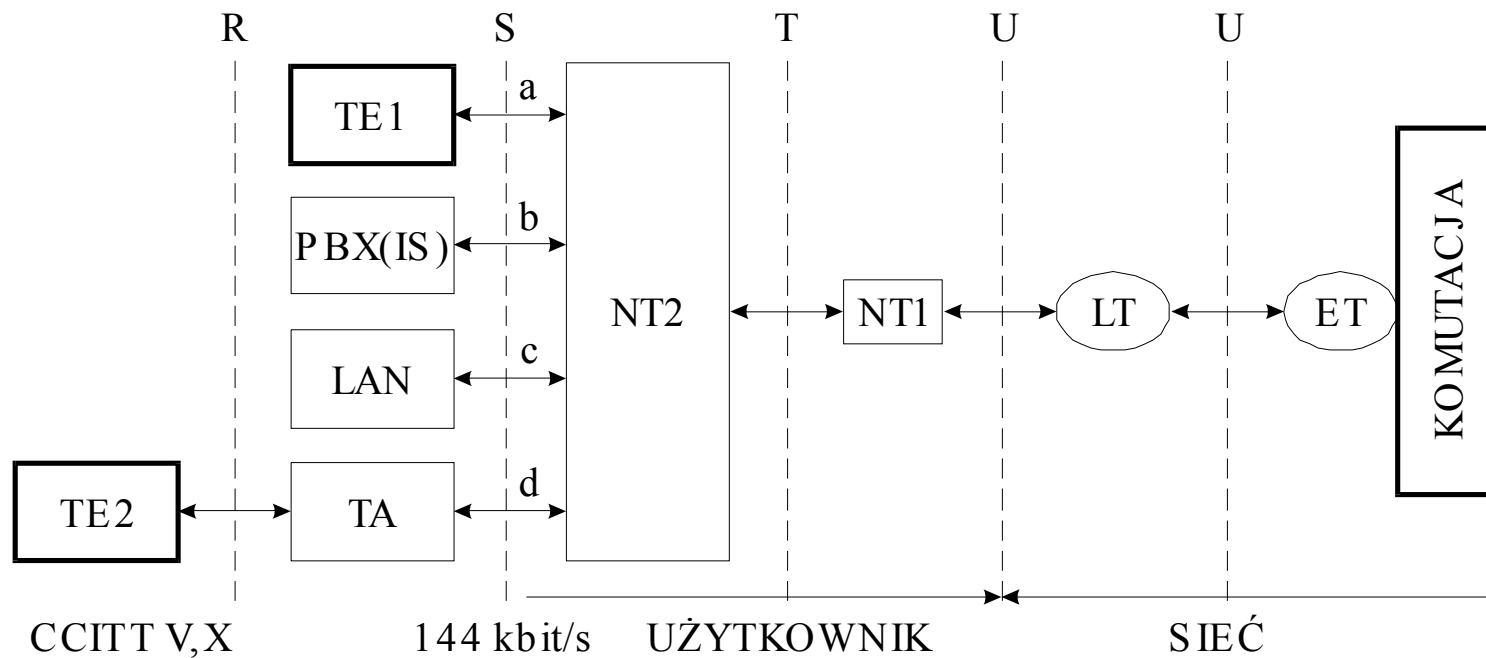 R S T U U
TE1 a
PBX(IS) b
LAN c
TE2 TA d
NT2 NT1 LT ET
KOMUTACJA
CCITT V,X 144 kbit/s UŻYTKOWNIK SIEĆ